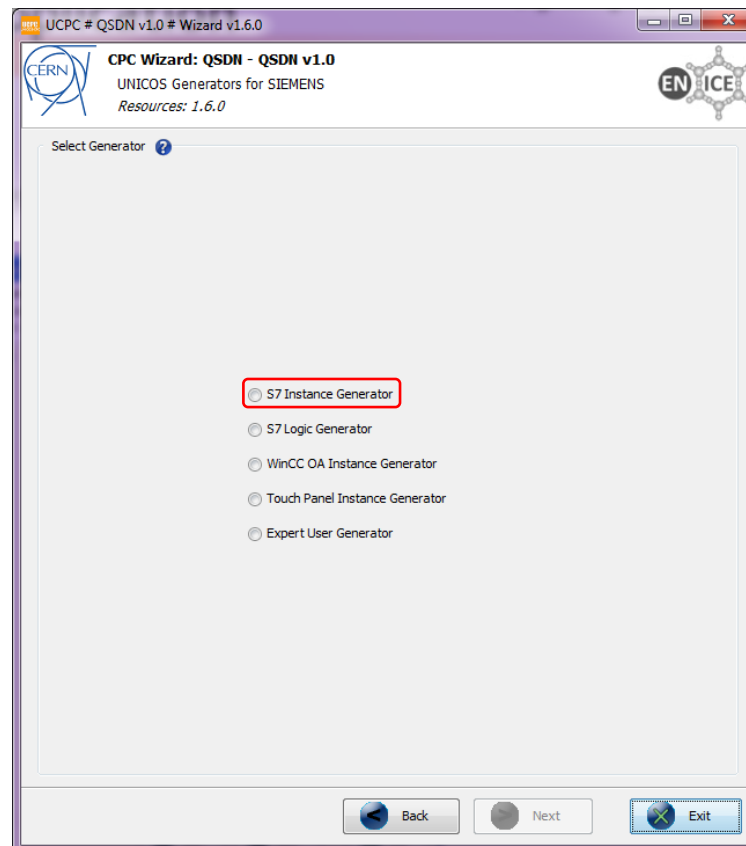 UCPC # QSDN v1.0 # Wizard v1.6.0
CERN
CPC Wizard: QSDN - QSDN v1.0
UNICOS Generators for SIEMENS
Resources: 1.6.0
EN ICE
Select Generator ?
S7 Instance Generator
S7 Logic Generator
WinCC OA Instance Generator
Touch Panel Instance Generator
Expert User Generator
Back Next Exit